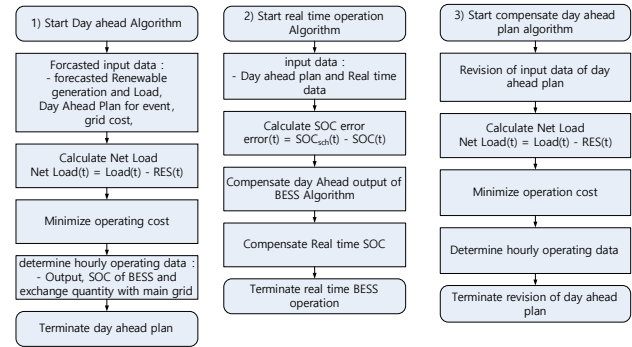 1) Start Day ahead Algorithm
Forcasted input data :
- forecasted Renewable
generation and Load,
Day Ahead Plan for event,
grid cost,
Calculate Net Load
Net Load(t) = Load(t) - RES(t)
Minimize operating cost
determine hourly operating data :
- Output, SOC of BESS and
exchange quantity with main grid
Terminate day ahead plan
2) Start real time operation
Algorithm
input data :
- Day ahead plan and Real time
data
Calculate SOC error
error(t) = SOCsch(t) - SOC(t)
Compensate day Ahead output of
BESS Algorithm
Compensate Real time SOC
Terminate real time BESS
operation
3) Start compensate day ahead
plan algorithm
Revision of input data of day
ahead plan
Calculate Net Load
Net Load(t) = Load(t) - RES(t)
Minimize operation cost
Determine hourly operating data
Terminate revision of day ahead
plan